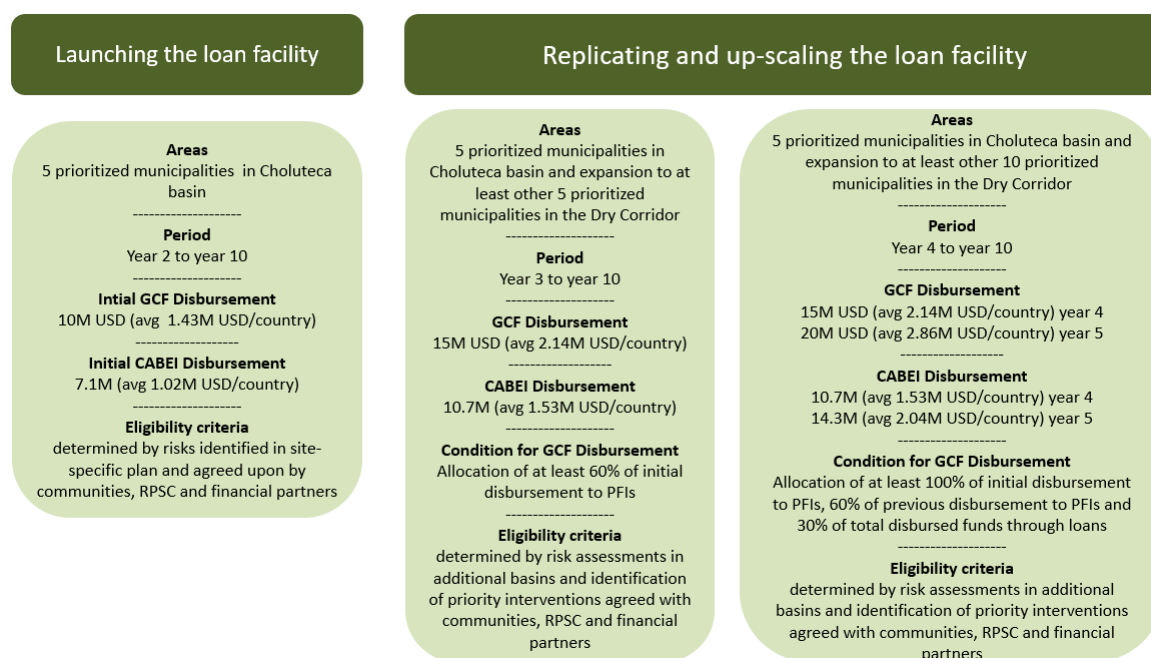 Launching the loan facility
Areas
5 prioritized municipalities in Choluteca
basin
--------------------
Period
Year 2 to year 10
--------------------
Intial GCF Disbursement
10M USD (avg 1.43M USD/country)
-------------------
Initial CABEI Disbursement
7.1M (avg 1.02M USD/country)
--------------------
Eligibility criteria
determined by risks identified in site-
specific plan and agreed upon by
communities, RPSC and financial partners
Replicating and up-scaling the loan facility
Areas
5 prioritized municipalities in
Choluteca basin and expansion to at
least other 5 prioritized
municipalities in the Dry Corridor
--------------------
Period
Year 3 to year 10
--------------------
GCF Disbursement
15M USD (avg 2.14M USD/country)
-------------------
CABEI Disbursement
10.7M (avg 1.53M USD/country)
--------------------
Condition for GCF Disbursement
Allocation of at least 60% of initial
disbursement to PFIs
--------------------
Eligibility criteria
determined by risk assessments in
additional basins and identification
of priority interventions agreed with
communities, RPSC and financial
partners
Areas
5 prioritized municipalities in Choluteca basin and
expansion to at least other 10 prioritized
municipalities in the Dry Corridor
--------------------
Period
Year 4 to year 10
--------------------
GCF Disbursement
15M USD (avg 2.14M USD/country) year 4
20M USD (avg 2.86M USD/country) year 5
-------------------
CABEI Disbursement
10.7M (avg 1.53M USD/country) year 4
14.3M (avg 2.04M USD/country) year 5
--------------------
Condition for GCF Disbursement
Allocation of at least 100% of initial disbursement
to PFIs, 60% of previous disbursement to PFIs and
30% of total disbursed funds through loans
--------------------
Eligibility criteria
determined by risk assessments in additional
basins and identification of priority interventions
agreed with communities, RPSC and financial
partners